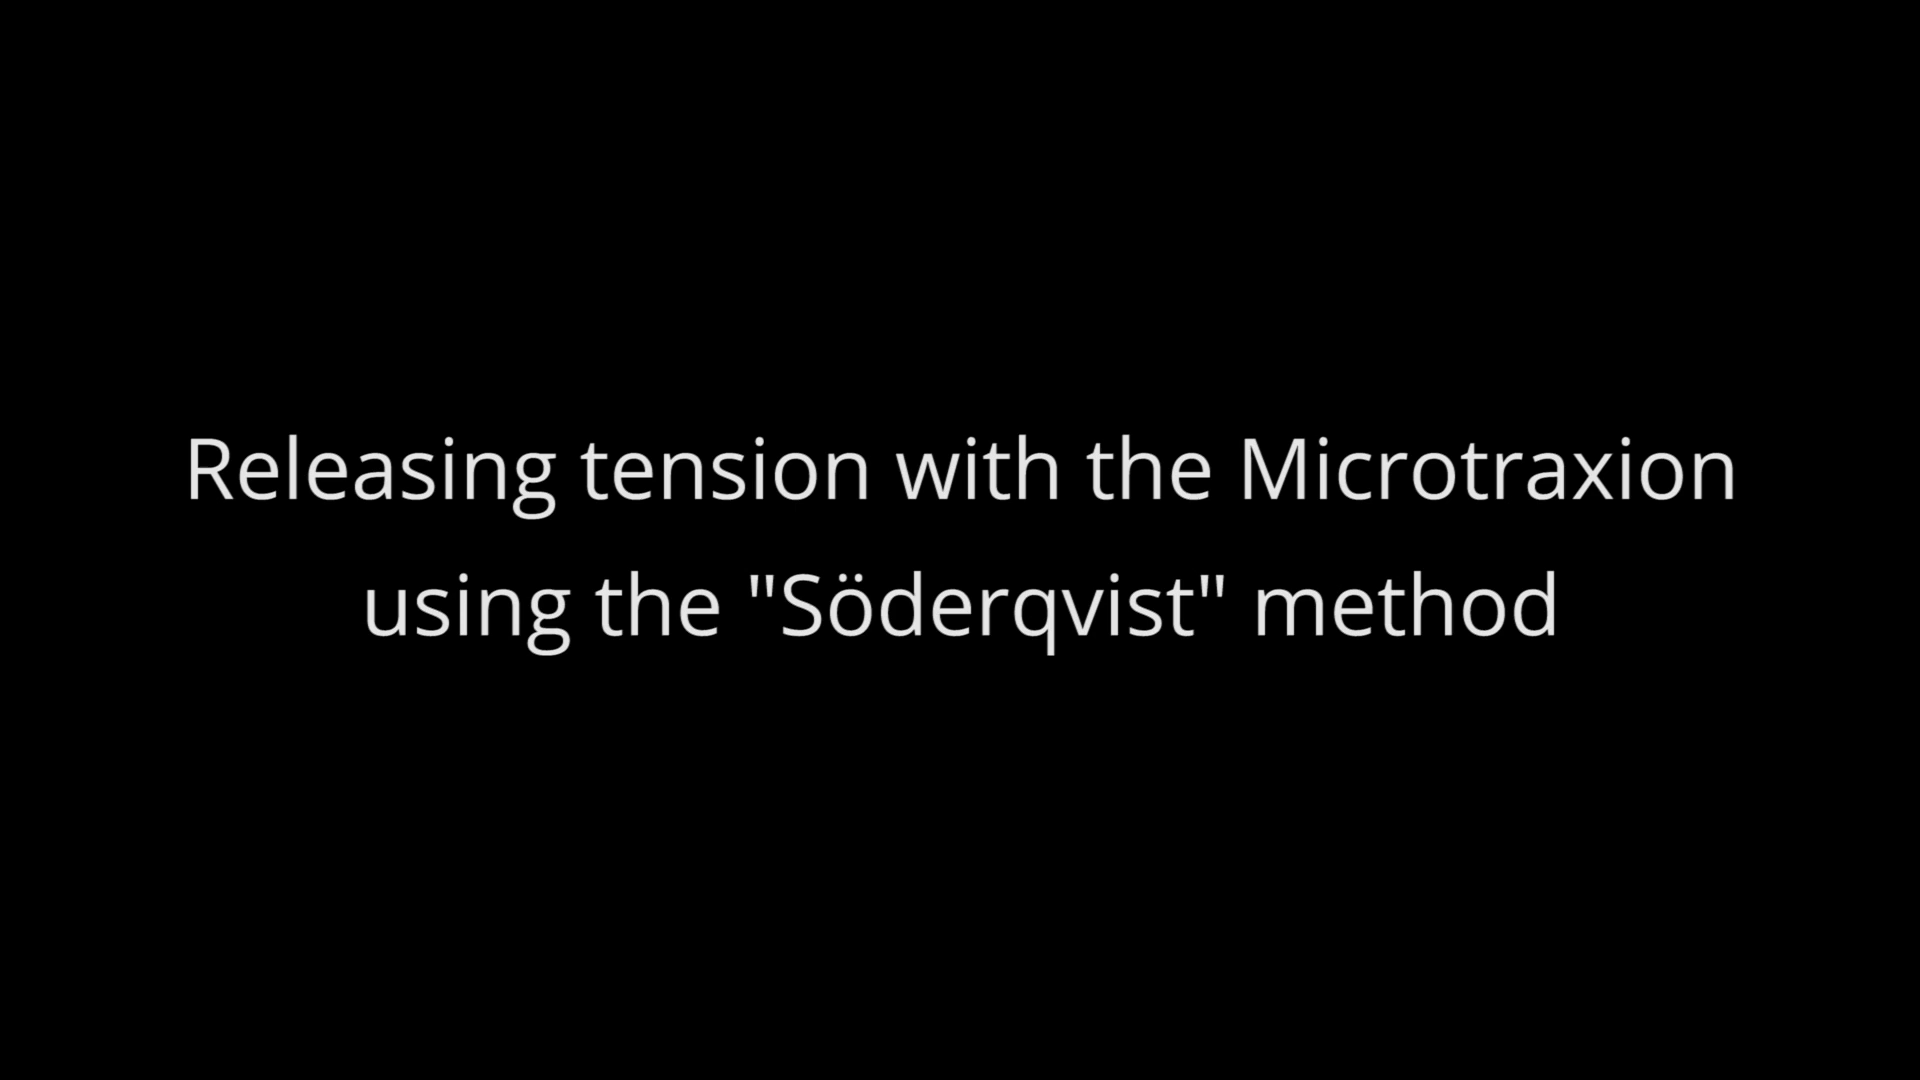 Releasing tension with the Microtraxion
using the "Söderqvist" method